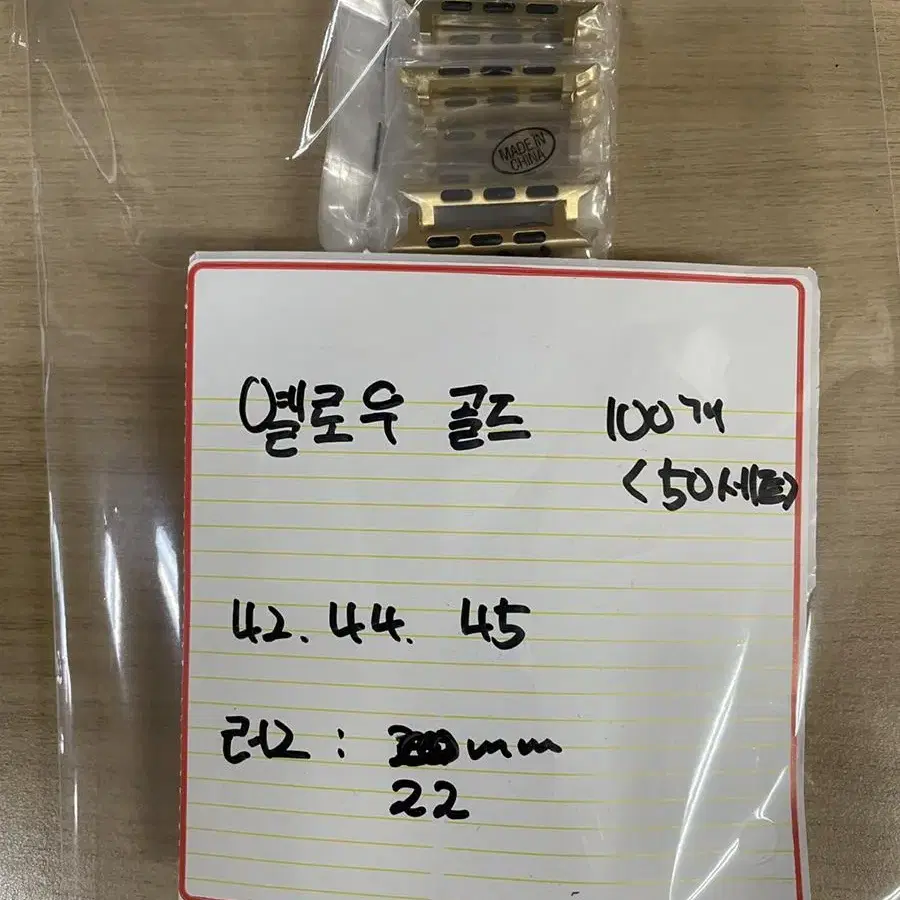 MADE IN
CHINA
옐로우 골드 100개
(50세트)
42. 44. 45
러그 : mm
22